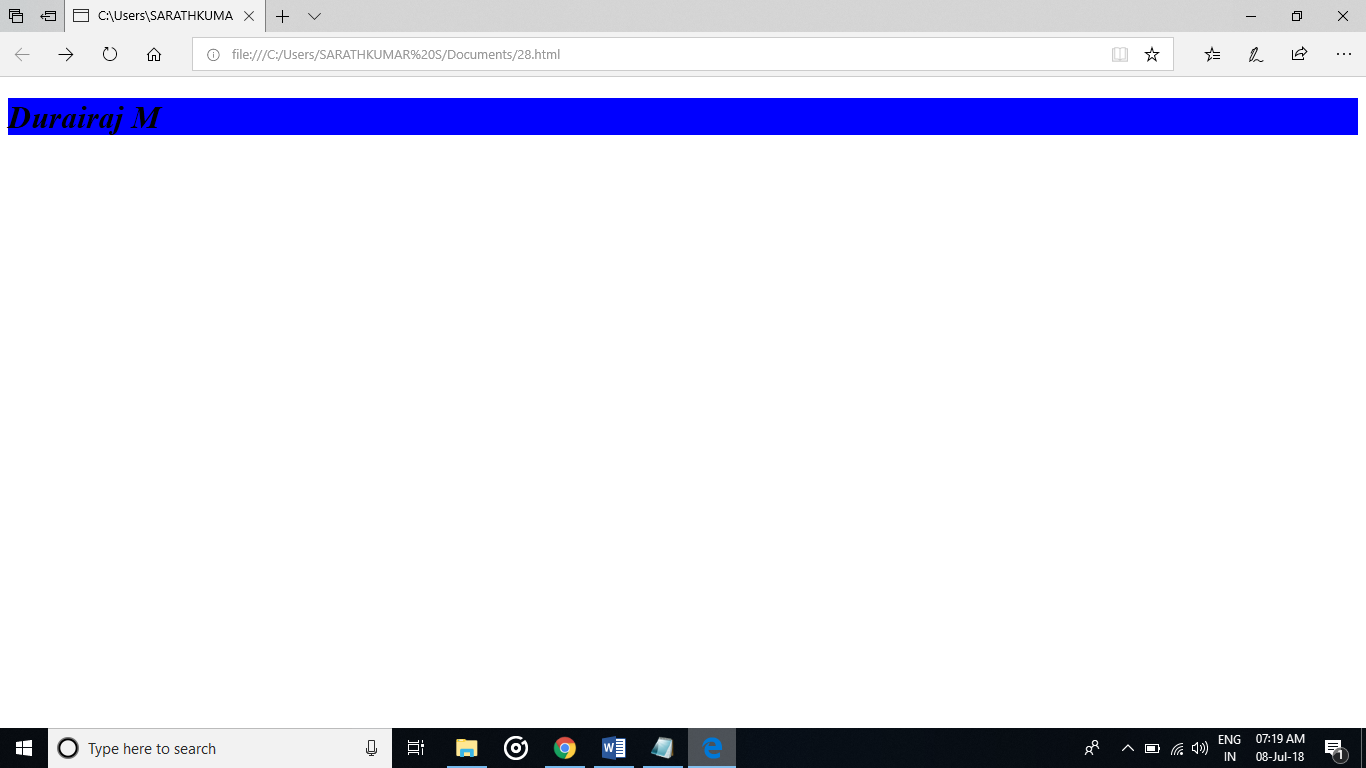 C:\Users\SARATHKUMA
file:///C:/Users/SARATHKUMAR%20S/Documents/28.html
Durairaj M
Type here to search
W
ENG
IN
07:19 AM
08-Jul-18
1